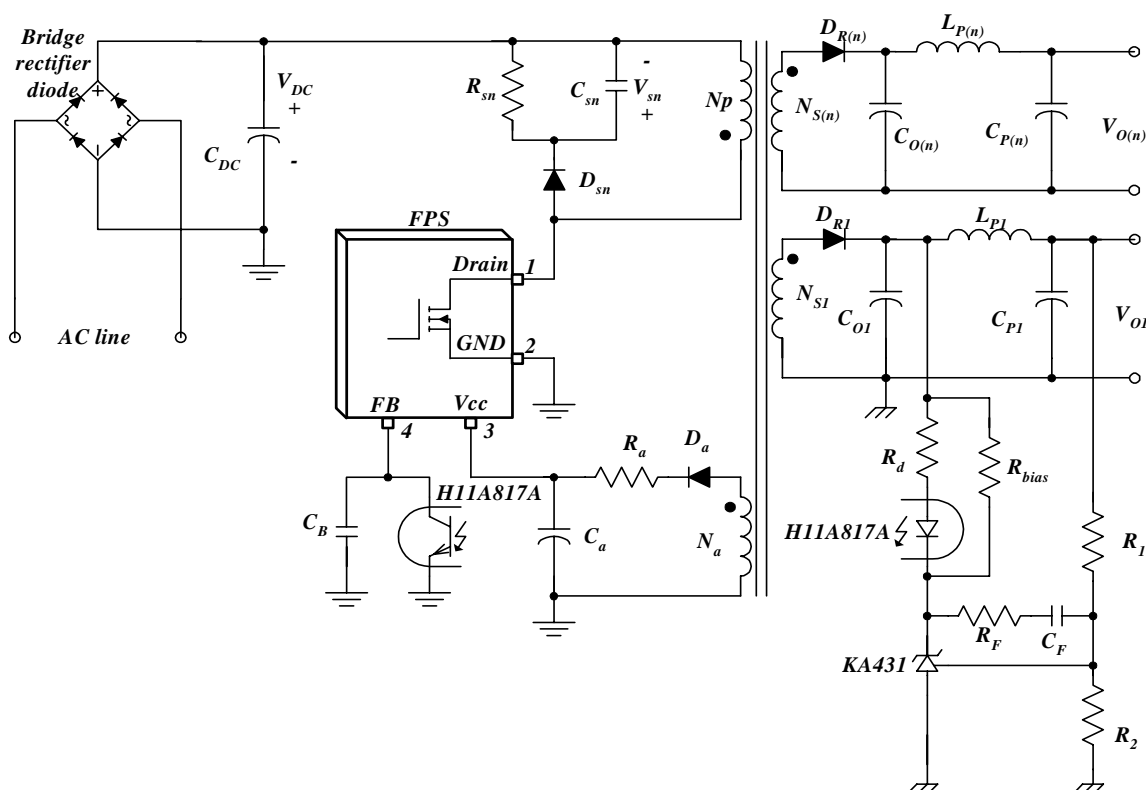 Bridge
rectifier
diode
+
~
~
-
V_DC
+
C_DC
-
AC line
R_sn
C_sn
-
V_sn
+
D_sn
Np
FPS
Drain
1
GND
2
FB
Vcc
4
3
H11A817A
C_B
C_a
R_a
D_a
N_a
D_R(n)
L_P(n)
N_S(n)
C_O(n)
C_P(n)
V_O(n)
D_R1
L_P1
N_S1
C_O1
C_P1
V_O1
R_d
R_bias
H11A817A
R_1
R_F
C_F
KA431
R_2